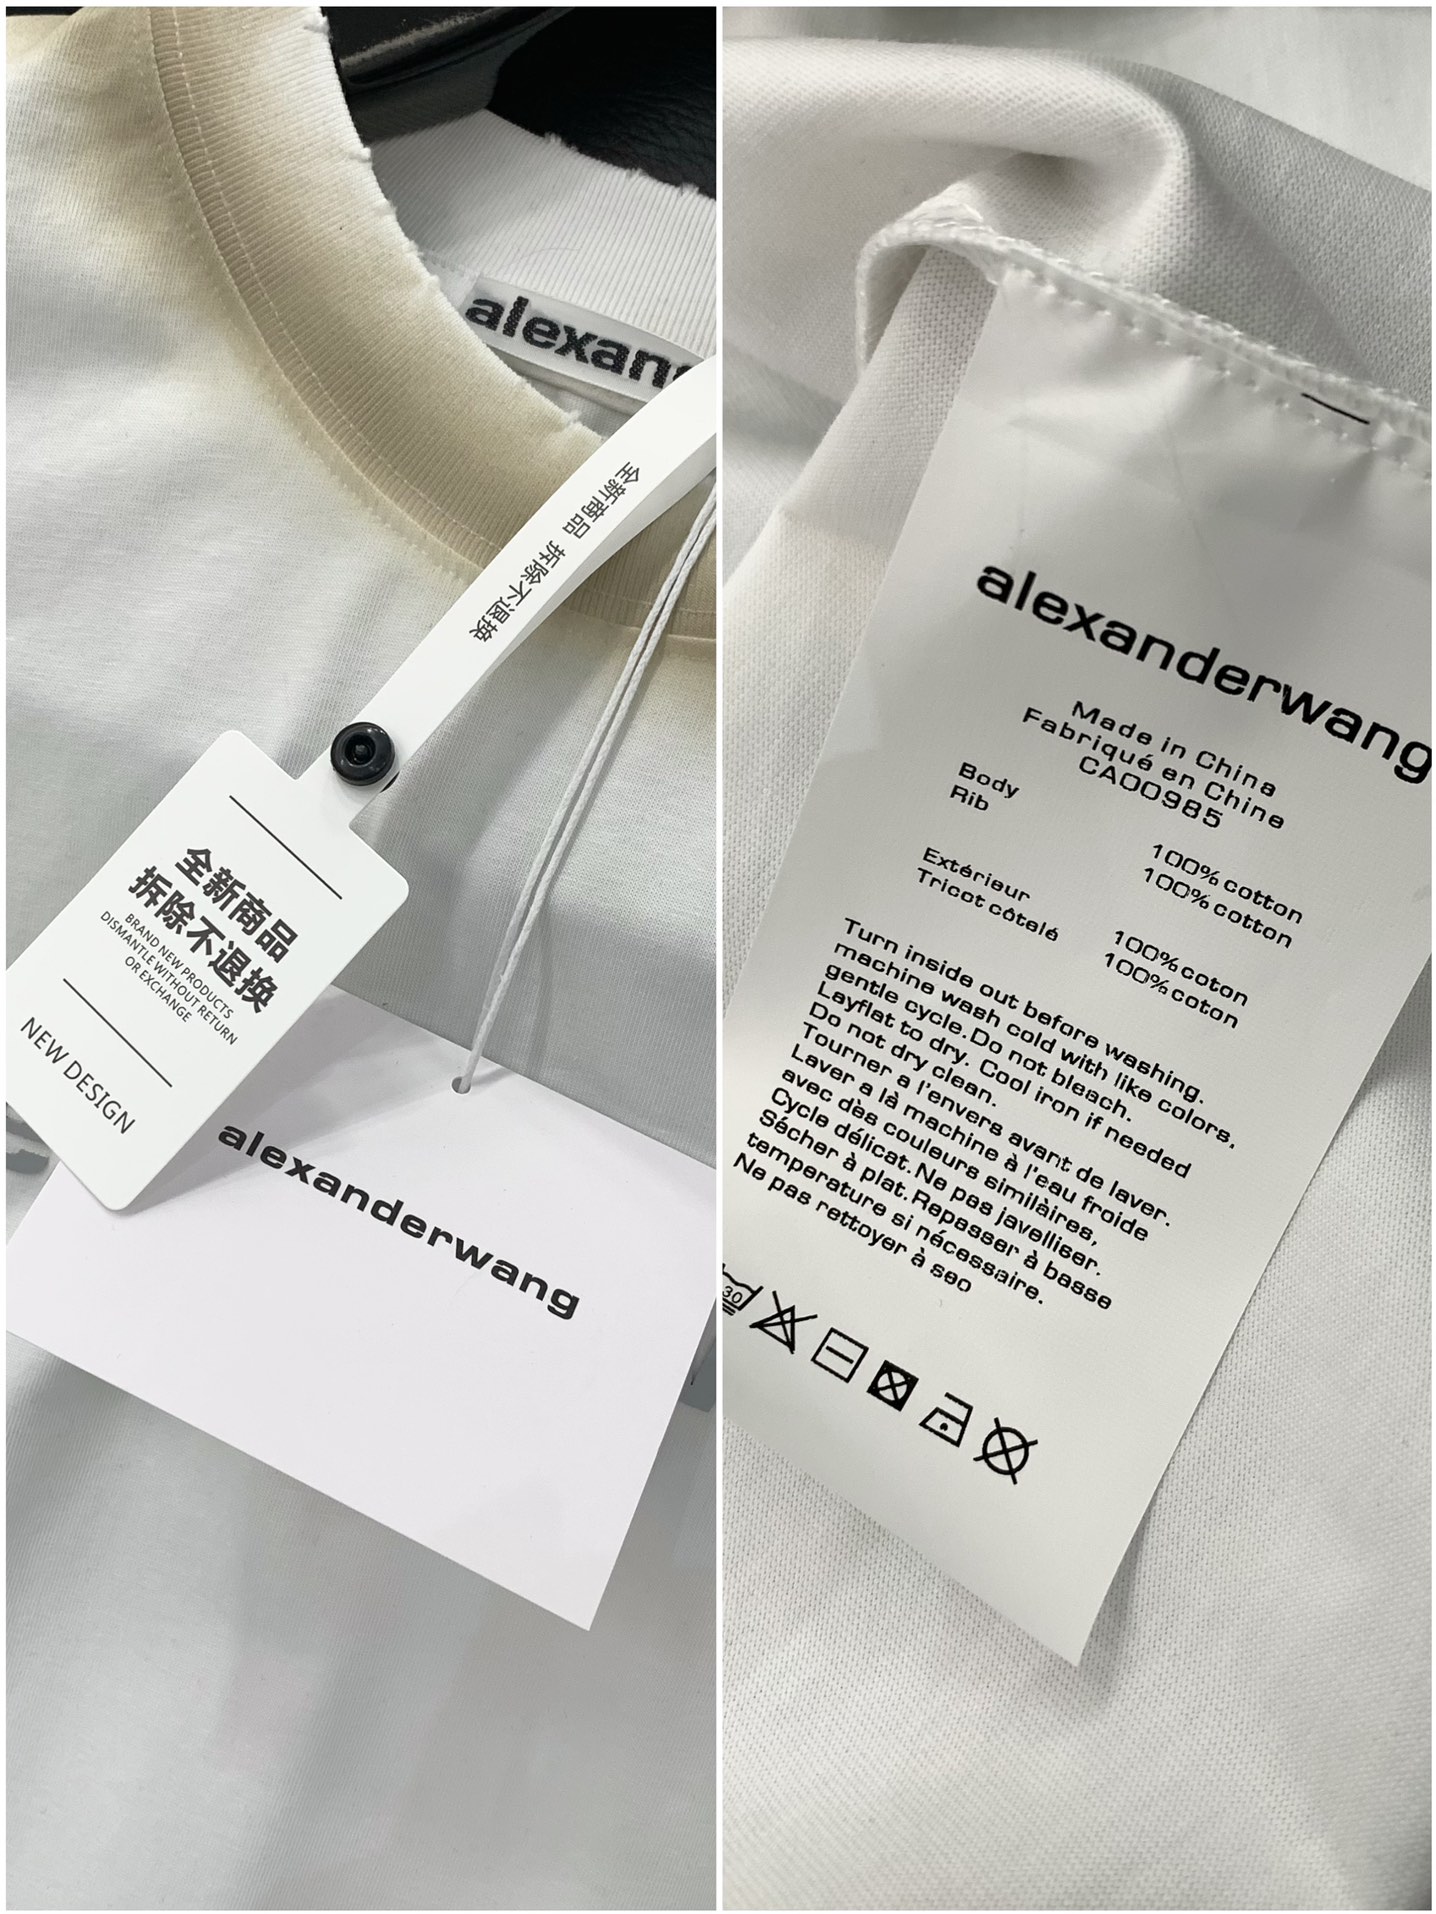 alexan
全新商品 拆除不退换
全新商品
拆除不退换
BRAND NEW PRODUCTS
DISMANTLE WITHOUT RETURN
OR EXCHANGE
NEW DESIGN
alexanderwang
alexanderwang
Made in China
Fabriqué en Chine
CA00985
Body 100% cotton
Rib 100% cotton
Extérieur 100% coton
Tricot côtelé 100% coton
Turn inside out before washing.
machine wash cold with like colors,
gentle cycle. Do not bleach.
Layflat to dry. Cool iron if needed
Do not dry clean.
Tourner a l'envers avant de laver.
Laver a là machine à l'eau froide
avec dès couleurs similàires,
Cycle délicat. Ne pas javelliser.
Sécher à plat. Repasser à basse
temperature si nécessaire.
Ne pas rettoyer à seo
30